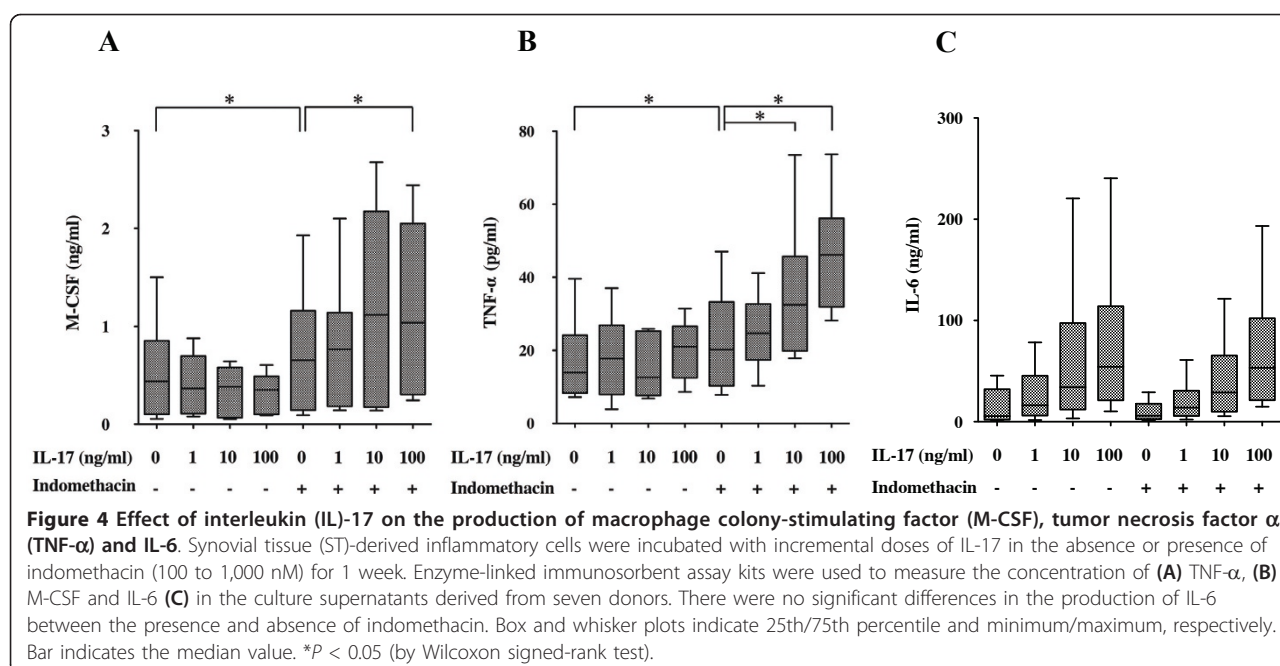 A
B
C
*
*
*
*
*
M-CSF (ng/ml)
3
2
1
0
TNF-α (pg/ml)
80
60
40
20
0
IL-6 (ng/ml)
300
200
100
0
IL-17 (ng/ml) 0 1 10 100 0 1 10 100
Indomethacin - - - - + + + +
IL-17 (ng/ml) 0 1 10 100 0 1 10 100
Indomethacin - - - - + + + +
IL-17 (ng/ml) 0 1 10 100 0 1 10 100
Indomethacin - - - - + + + +
Figure 4 Effect of interleukin (IL)-17 on the production of macrophage colony-stimulating factor (M-CSF), tumor necrosis factor α
(TNF-α) and IL-6. Synovial tissue (ST)-derived inflammatory cells were incubated with incremental doses of IL-17 in the absence or presence of
indomethacin (100 to 1,000 nM) for 1 week. Enzyme-linked immunosorbent assay kits were used to measure the concentration of (A) TNF-α, (B)
M-CSF and IL-6 (C) in the culture supernatants derived from seven donors. There were no significant differences in the production of IL-6
between the presence and absence of indomethacin. Box and whisker plots indicate 25th/75th percentile and minimum/maximum, respectively.
Bar indicates the median value. *P < 0.05 (by Wilcoxon signed-rank test).